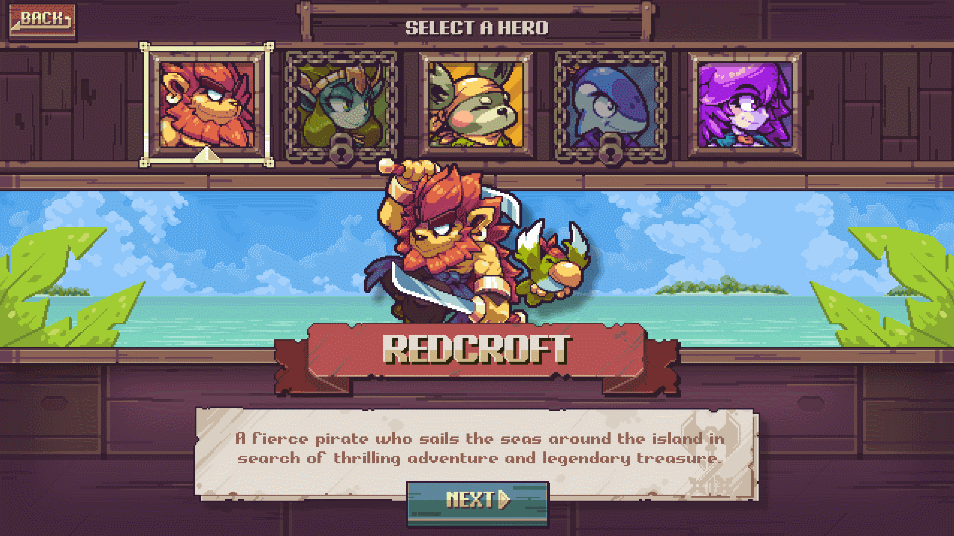 BACK
SELECT A HERO
REDCROFT
A fierce pirate who sails the seas around the island in
search of thrilling adventure and legendary treasure.
NEXT